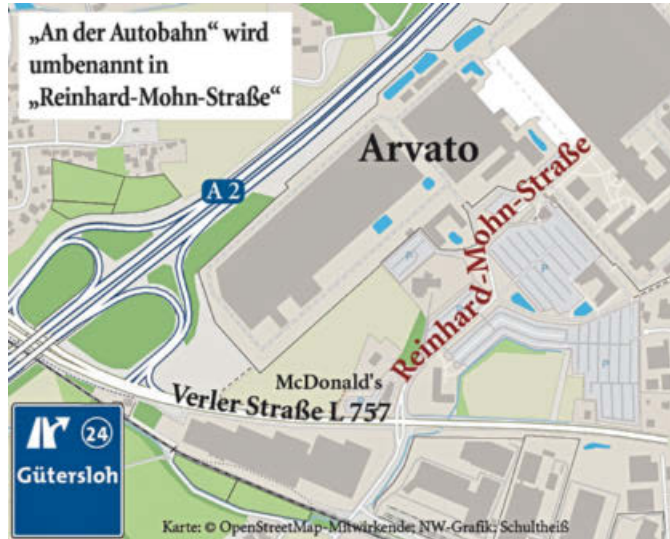 „An der Autobahn“ wird
umbenannt in
„Reinhard-Mohn-Straße“
A 2
Arvato
Reinhard-Mohn-Straße
McDonald's
Verler Straße L 757
24
Gütersloh
Karte: © OpenStreetMap-Mitwirkende; NW-Grafik: Schultheiß